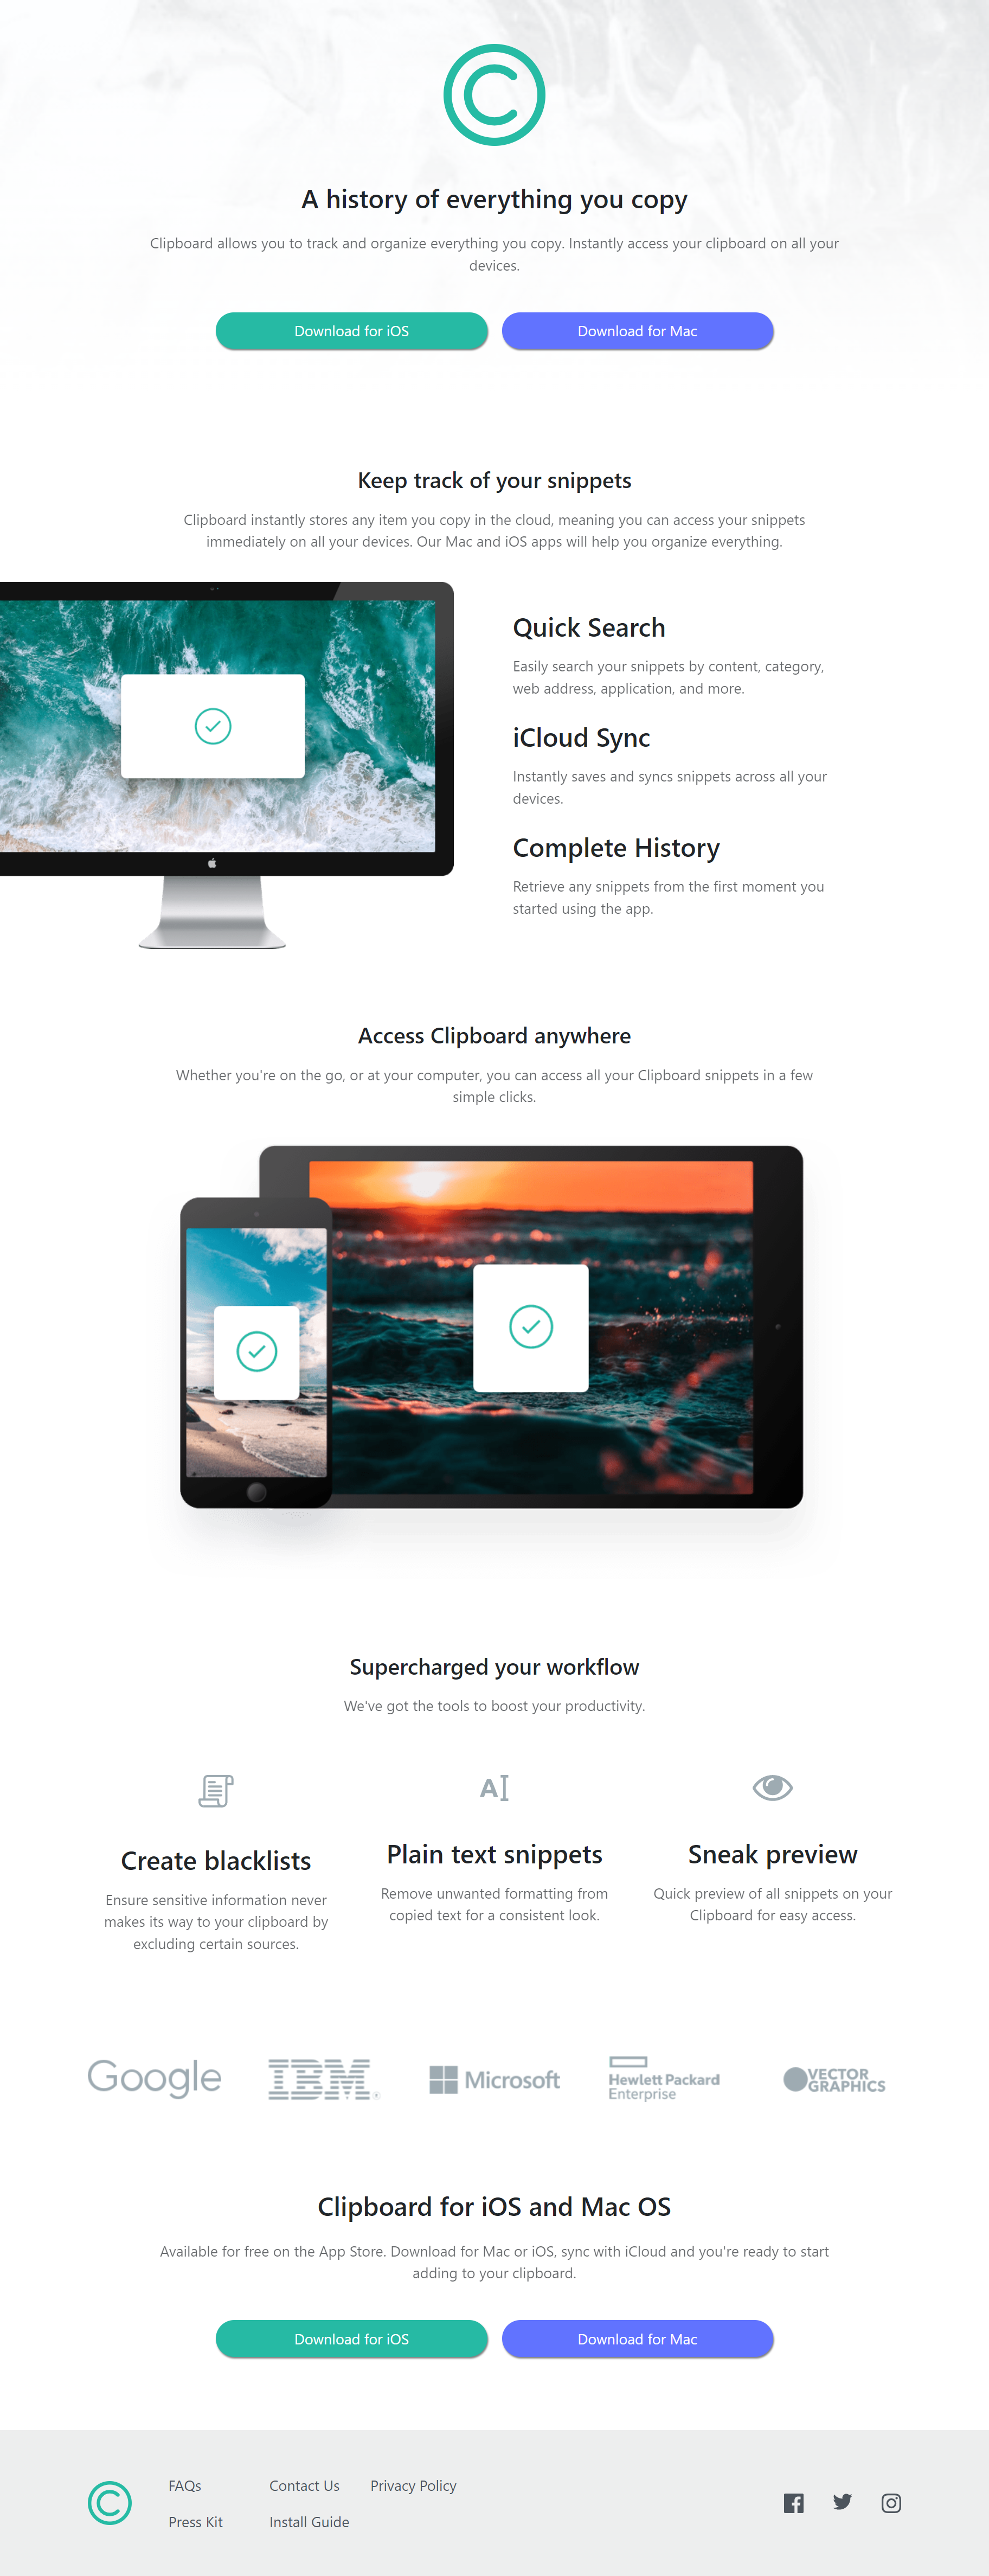 A history of everything you copy
Clipboard allows you to track and organize everything you copy. Instantly access your clipboard on all your
devices.
Download for iOS
Download for Mac
Keep track of your snippets
Clipboard instantly stores any item you copy in the cloud, meaning you can access your snippets
immediately on all your devices. Our Mac and iOS apps will help you organize everything.
Quick Search
Easily search your snippets by content, category,
web address, application, and more.
iCloud Sync
Instantly saves and syncs snippets across all your
devices.
Complete History
Retrieve any snippets from the first moment you
started using the app.
Access Clipboard anywhere
Whether you're on the go, or at your computer, you can access all your Clipboard snippets in a few
simple clicks.
Supercharged your workflow
We've got the tools to boost your productivity.
Create blacklists
Ensure sensitive information never
makes its way to your clipboard by
excluding certain sources.
Plain text snippets
Remove unwanted formatting from
copied text for a consistent look.
Sneak preview
Quick preview of all snippets on your
Clipboard for easy access.
Google
IBM
Microsoft
Hewlett Packard
Enterprise
VECTOR
GRAPHICS
Clipboard for iOS and Mac OS
Available for free on the App Store. Download for Mac or iOS, sync with iCloud and you're ready to start
adding to your clipboard.
Download for iOS
Download for Mac
FAQs
Contact Us
Privacy Policy
Press Kit
Install Guide